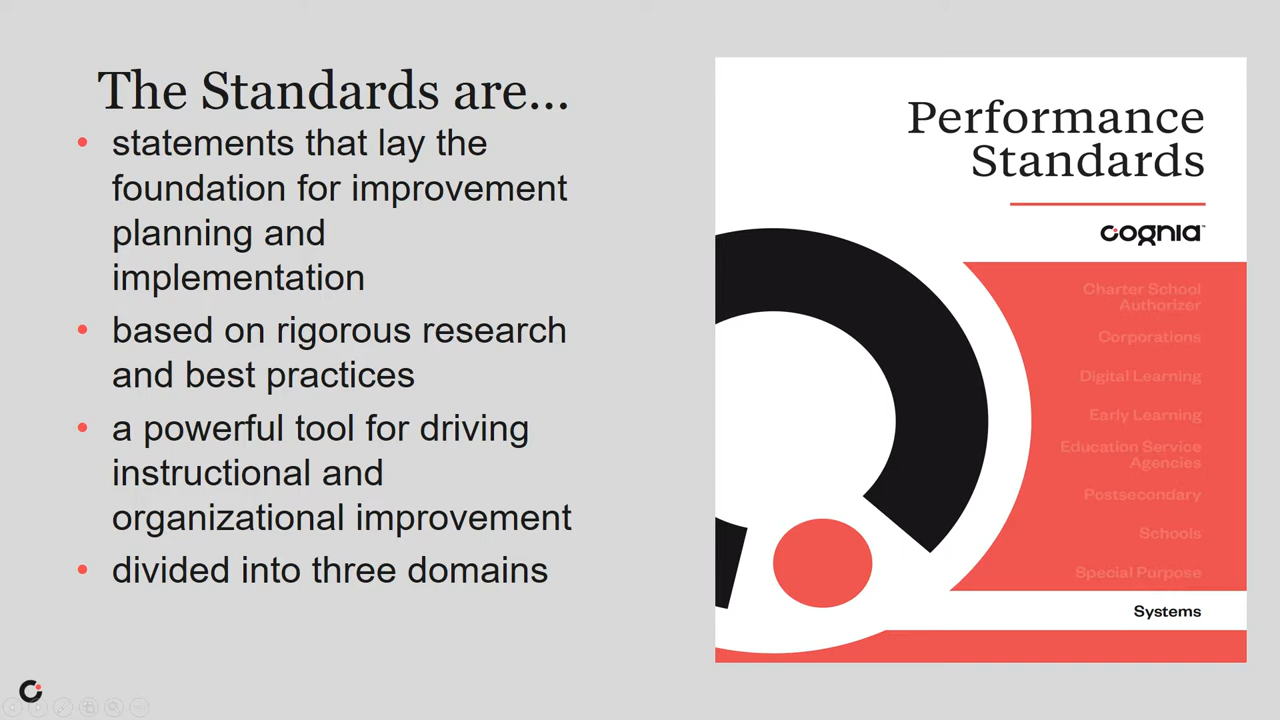 The Standards are...
• statements that lay the
foundation for improvement
planning and
implementation
• based on rigorous research
and best practices
• a powerful tool for driving
instructional and
organizational improvement
• divided into three domains
Performance
Standards
cognia™
Charter School
Authorizer
Corporations
Digital Learning
Early Learning
Education Service
Agencies
Postsecondary
Schools
Special Purpose
Systems